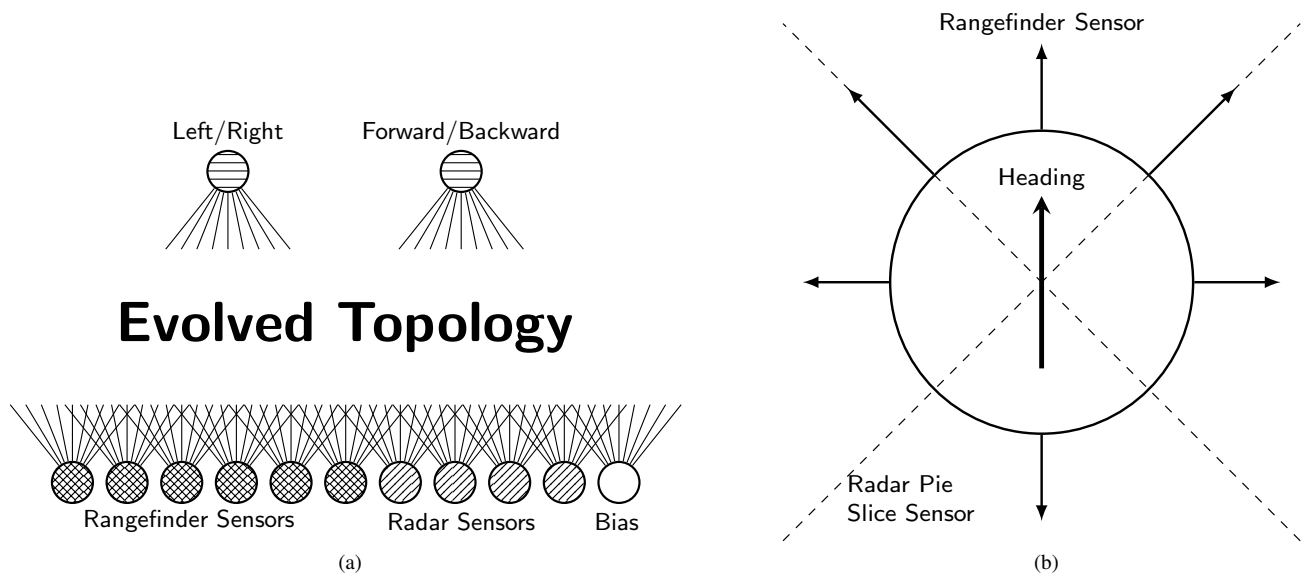 Left/Right
Forward/Backward
Evolved Topology
Rangefinder Sensors
Radar Sensors
Bias
(a)
Rangefinder Sensor
Heading
Radar Pie
Slice Sensor
(b)